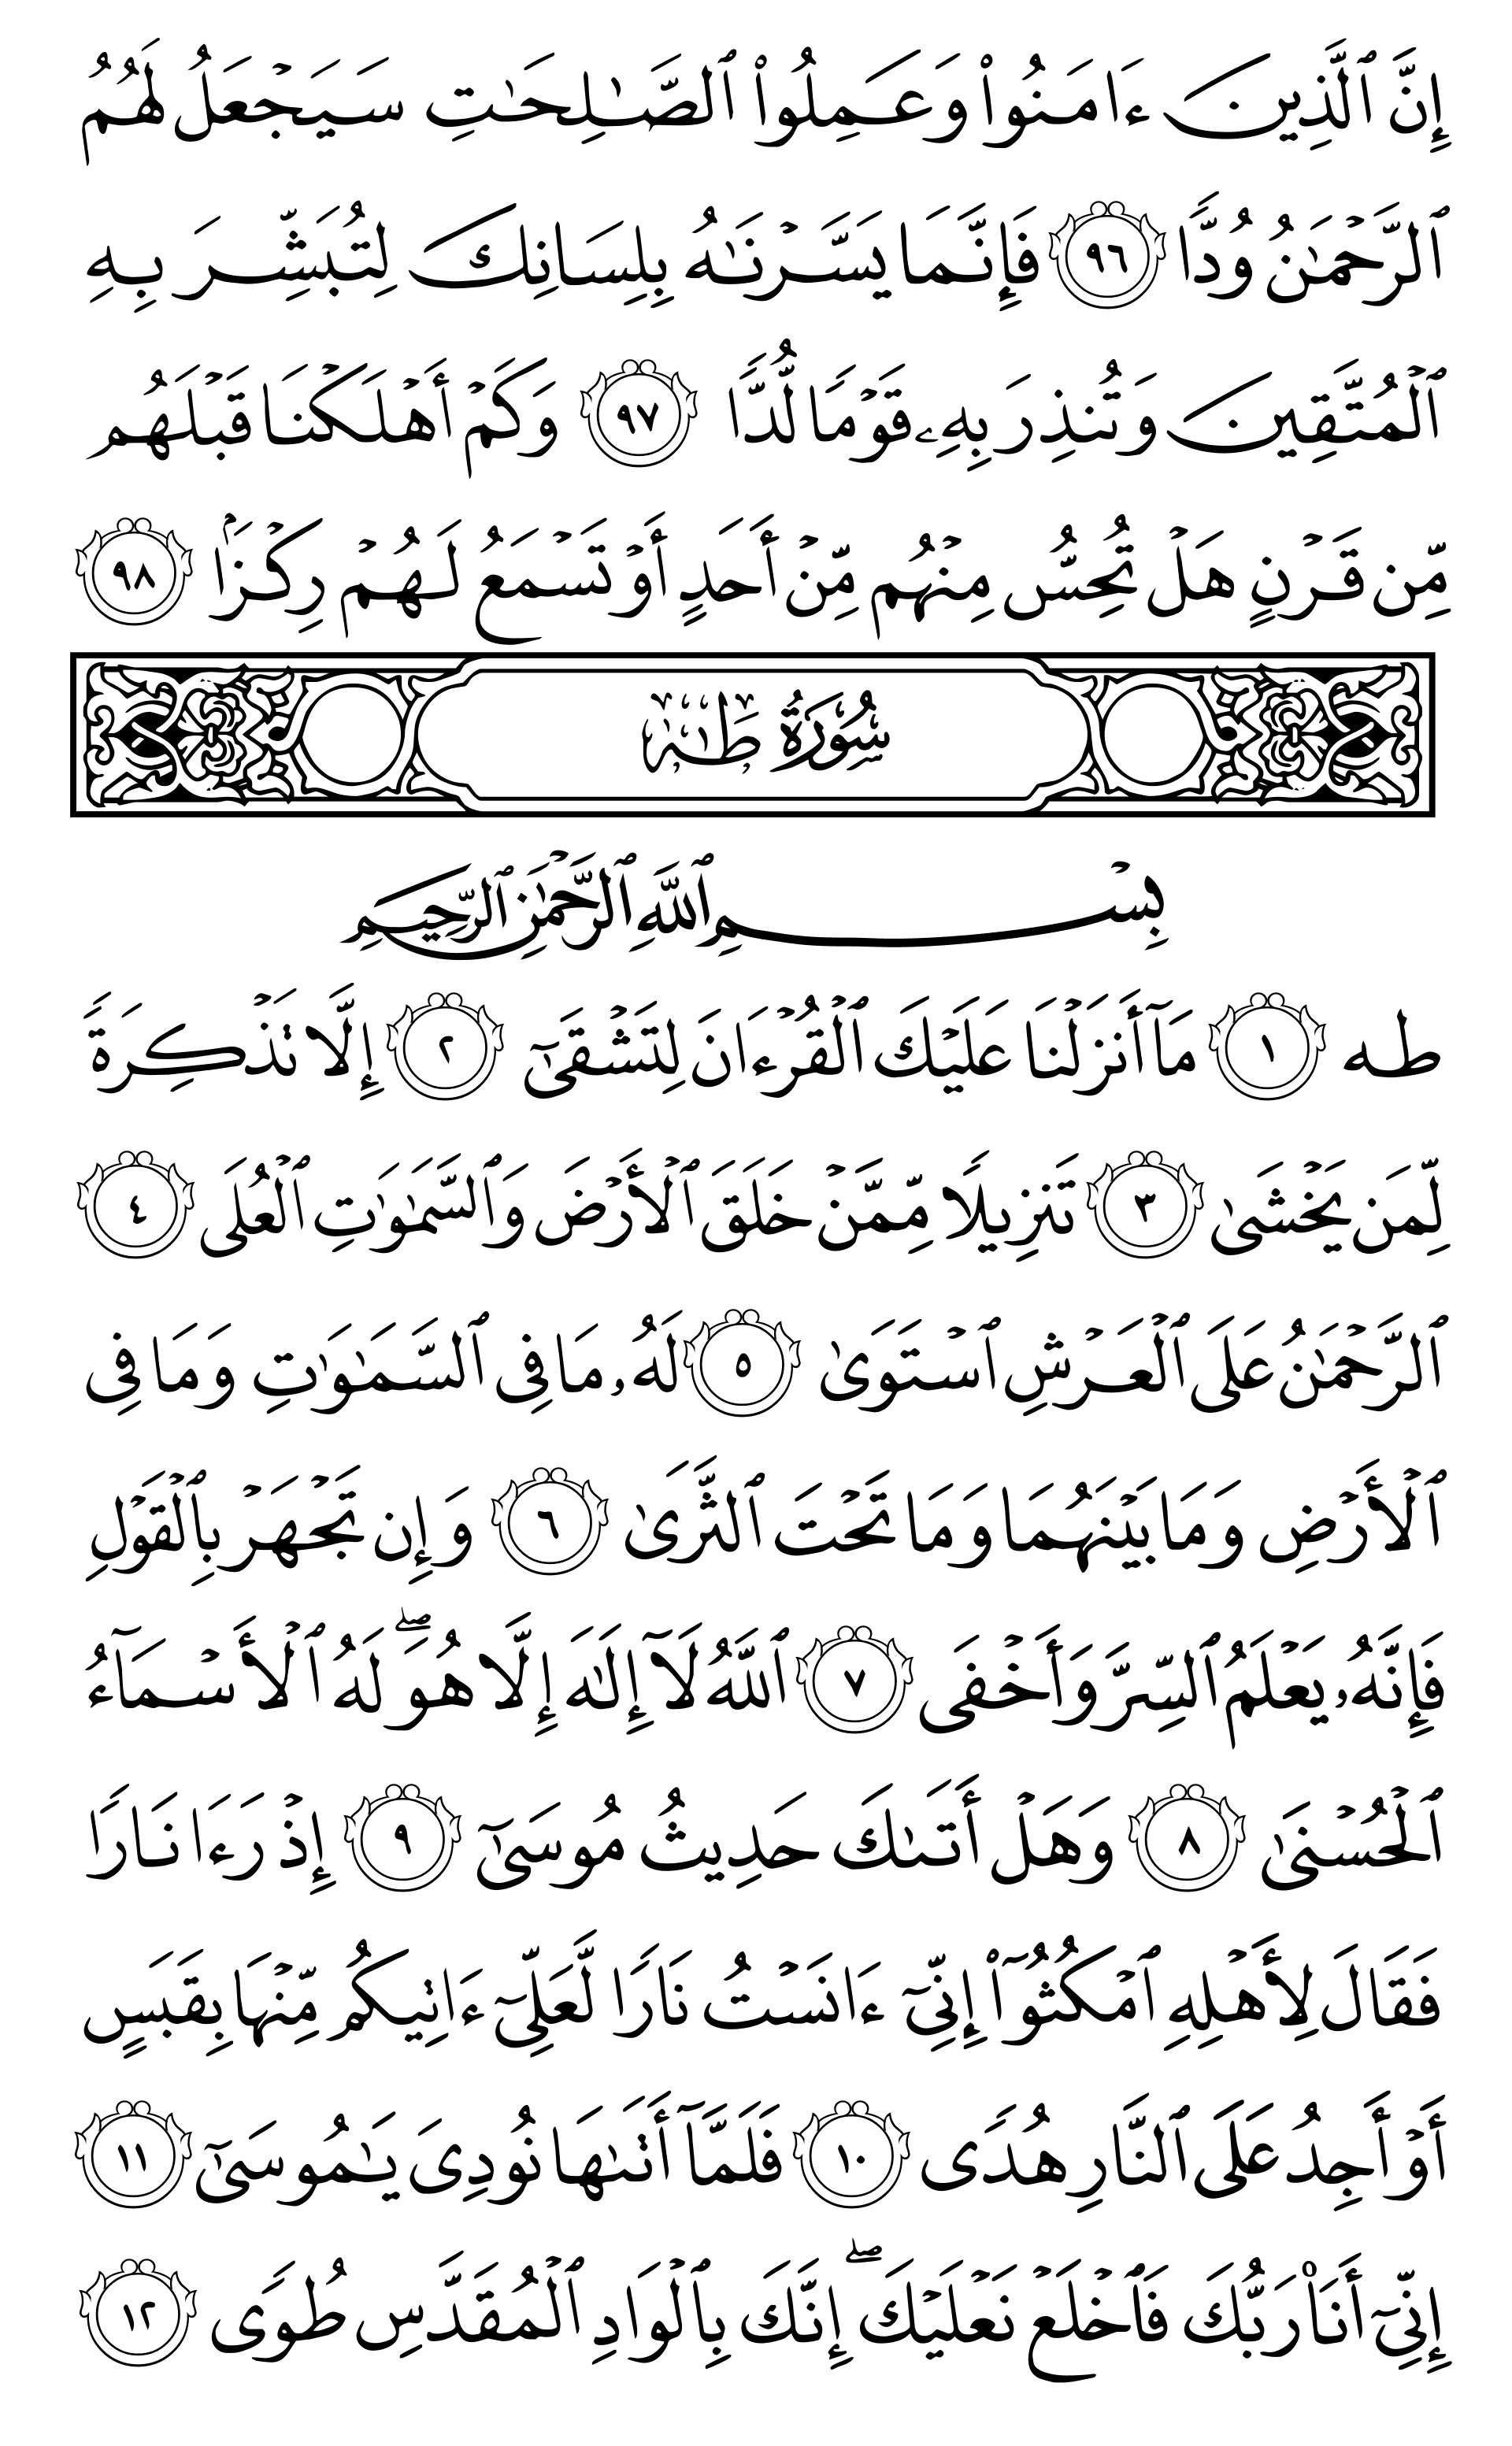 إِنَّ ٱلَّذِينَ ءَامَنُوا۟ وَعَمِلُوا۟ ٱلصَّـٰلِحَـٰتِ سَيَجْعَلُ لَهُمُ
ٱلرَّحْمَـٰنُ وُدًّا ٩٦ فَإِنَّمَا يَسَّرْنَـٰهُ بِلِسَانِكَ لِتُبَشِّرَ بِهِ
ٱلْمُتَّقِينَ وَتُنذِرَ بِهِۦ قَوْمًا لُّدًّا ٩٧ وَكَمْ أَهْلَكْنَا قَبْلَهُم
مِّن قَرْنٍ هَلْ تُحِسُّ مِنْهُم مِّنْ أَحَدٍ أَوْ تَسْمَعُ لَهُمْ رِكْزًۢا ٩٨
سُورَةُ طه
بِسْمِ ٱللَّهِ ٱلرَّحْمَـٰنِ ٱلرَّحِيمِ
طه ١ مَآ أَنزَلْنَا عَلَيْكَ ٱلْقُرْءَانَ لِتَشْقَىٰٓ ٢ إِلَّا تَذْكِرَةً
لِّمَن يَخْشَىٰ ٣ تَنزِيلًا مِّمَّنْ خَلَقَ ٱلْأَرْضَ وَٱلسَّمَـٰوَٰتِ ٱلْعُلَى ٤
ٱلرَّحْمَـٰنُ عَلَى ٱلْعَرْشِ ٱسْتَوَىٰ ٥ لَهُۥ مَا فِى ٱلسَّمَـٰوَٰتِ وَمَا فِى
ٱلْأَرْضِ وَمَا بَيْنَهُمَا وَمَا تَحْتَ ٱلثَّرَىٰ ٦ وَإِن تَجْهَرْ بِٱلْقَوْلِ
فَإِنَّهُۥ يَعْلَمُ ٱلسِّرَّ وَأَخْفَى ٧ ٱللَّهُ لَآ إِلَـٰهَ إِلَّا هُوَ ۖ لَهُ ٱلْأَسْمَآءُ
ٱلْحُسْنَىٰ ٨ وَهَلْ أَتَىٰكَ حَدِيثُ مُوسَىٰٓ ٩ إِذْ رَءَا نَارًا
فَقَالَ لِأَهْلِهِ ٱمْكُثُوٓا۟ إِنِّىٓ ءَانَسْتُ نَارًا لَّعَلِّىٓ ءَاتِيكُم مِّنْهَا بِقَبَسٍ
أَوْ أَجِدُ عَلَى ٱلنَّارِ هُدًى ١٠ فَلَمَّآ أَتَىٰهَا نُودِىَ يَـٰمُوسَىٰٓ ١١
إِنِّىٓ أَنَا۠ رَبُّكَ فَٱخْلَعْ نَعْلَيْكَ ۖ إِنَّكَ بِٱلْوَادِ ٱلْمُقَدَّسِ طُوًى ١٢